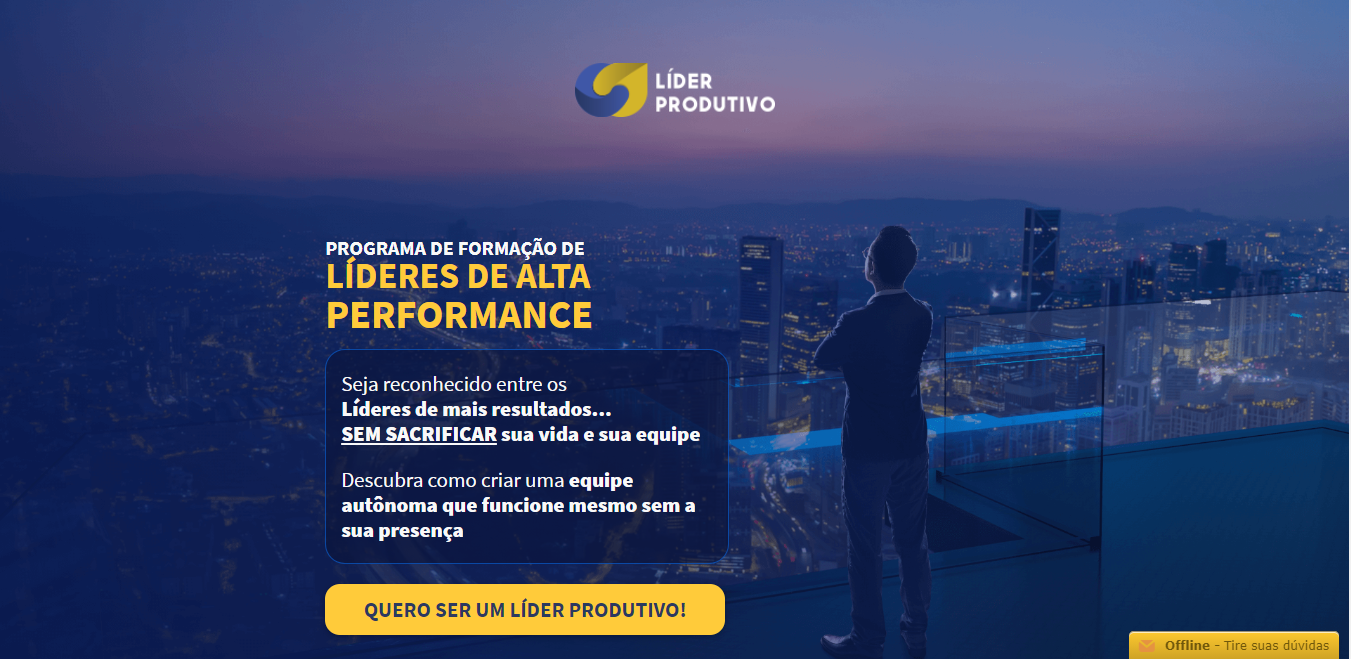 LÍDER
PRODUTIVO
PROGRAMA DE FORMAÇÃO DE
LÍDERES DE ALTA
PERFORMANCE
Seja reconhecido entre os
Líderes de mais resultados...
SEM SACRIFICAR sua vida e sua equipe
Descubra como criar uma equipe
autônoma que funcione mesmo sem a
sua presença
QUERO SER UM LÍDER PRODUTIVO!
Offline - Tire suas dúvidas